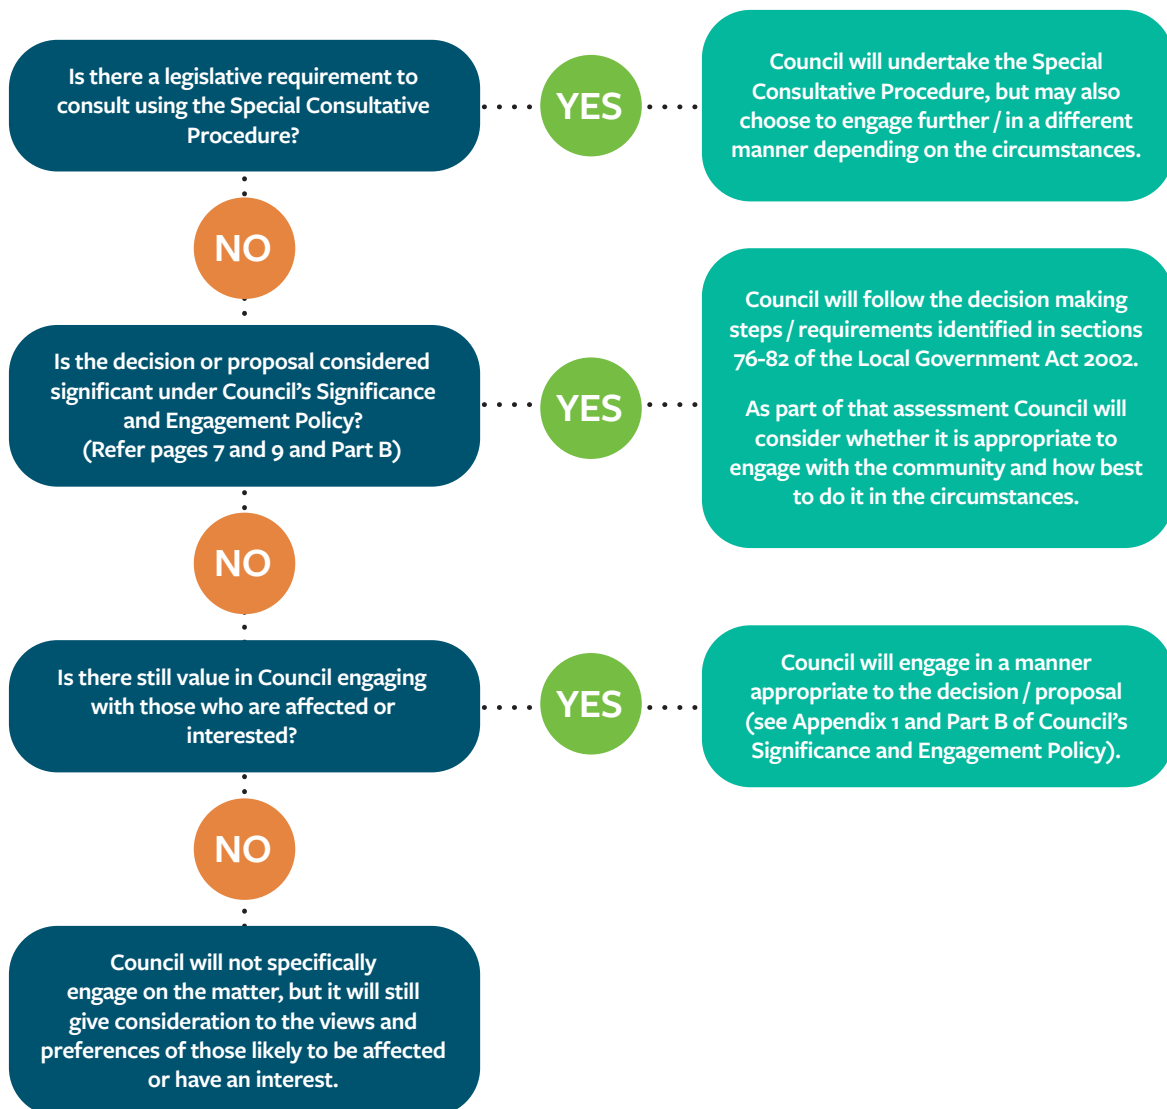 Is there a legislative requirement to
consult using the Special Consultative
Procedure?
YES
Council will undertake the Special
Consultative Procedure, but may also
choose to engage further / in a different
manner depending on the circumstances.
NO
Is the decision or proposal considered
significant under Council's Significance
and Engagement Policy?
(Refer pages 7 and 9 and Part B)
YES
Council will follow the decision making
steps / requirements identified in sections
76-82 of the Local Government Act 2002.
As part of that assessment Council will
consider whether it is appropriate to
engage with the community and how best
to do it in the circumstances.
NO
Is there still value in Council engaging
with those who are affected or
interested?
YES
Council will engage in a manner
appropriate to the decision / proposal
(see Appendix 1 and Part B of Council's
Significance and Engagement Policy).
NO
Council will not specifically
engage on the matter, but it will still
give consideration to the views and
preferences of those likely to be affected
or have an interest.